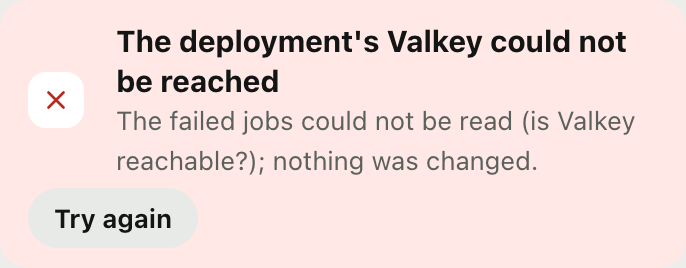 The deployment's Valkey could not
be reached
The failed jobs could not be read (is Valkey
reachable?); nothing was changed.
Try again